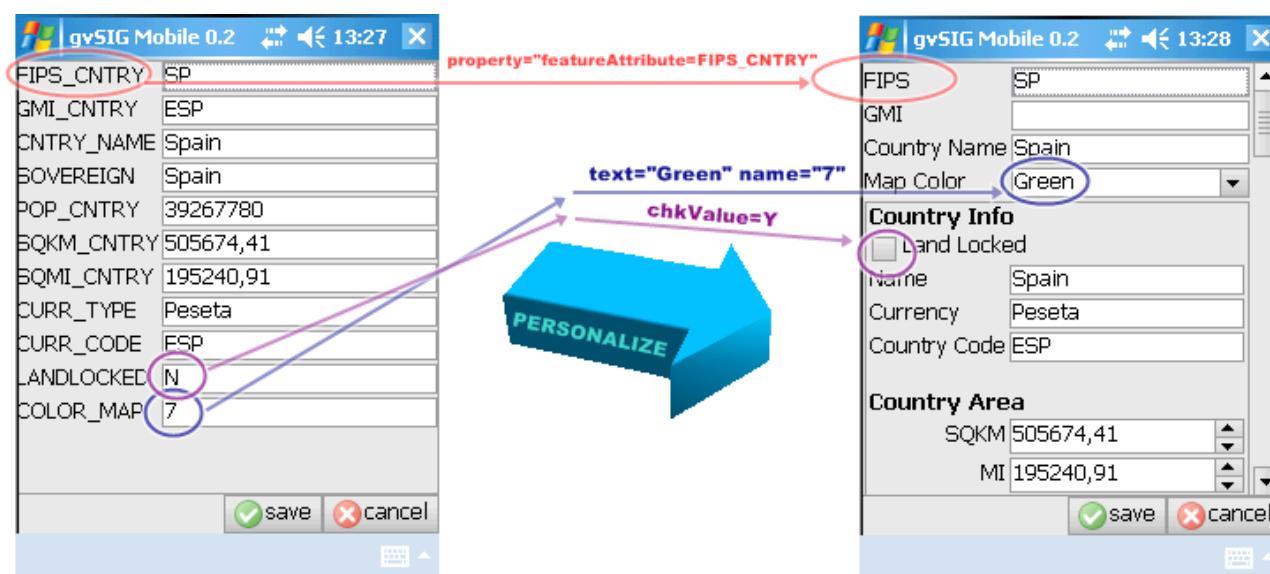 gvSIG Mobile 0.2 13:27
FIPS_CNTRY SP
GMI_CNTRY ESP
CNTRY_NAME Spain
SOVEREIGN Spain
POP_CNTRY 39267780
SQKM_CNTRY 505674,41
SQMI_CNTRY 195240,91
CURR_TYPE Peseta
CURR_CODE ESP
LANDLOCKED N
COLOR_MAP 7
save cancel
property="featureAttribute=FIPS_CNTRY"
text="Green" name="7"
chkValue=Y
PERSONALIZE
gvSIG Mobile 0.2 13:28
FIPS SP
GMI
Country Name Spain
Map Color Green
Country Info
Land Locked
Name Spain
Currency Peseta
Country Code ESP
Country Area
SQKM 505674,41
MI 195240,91
save cancel